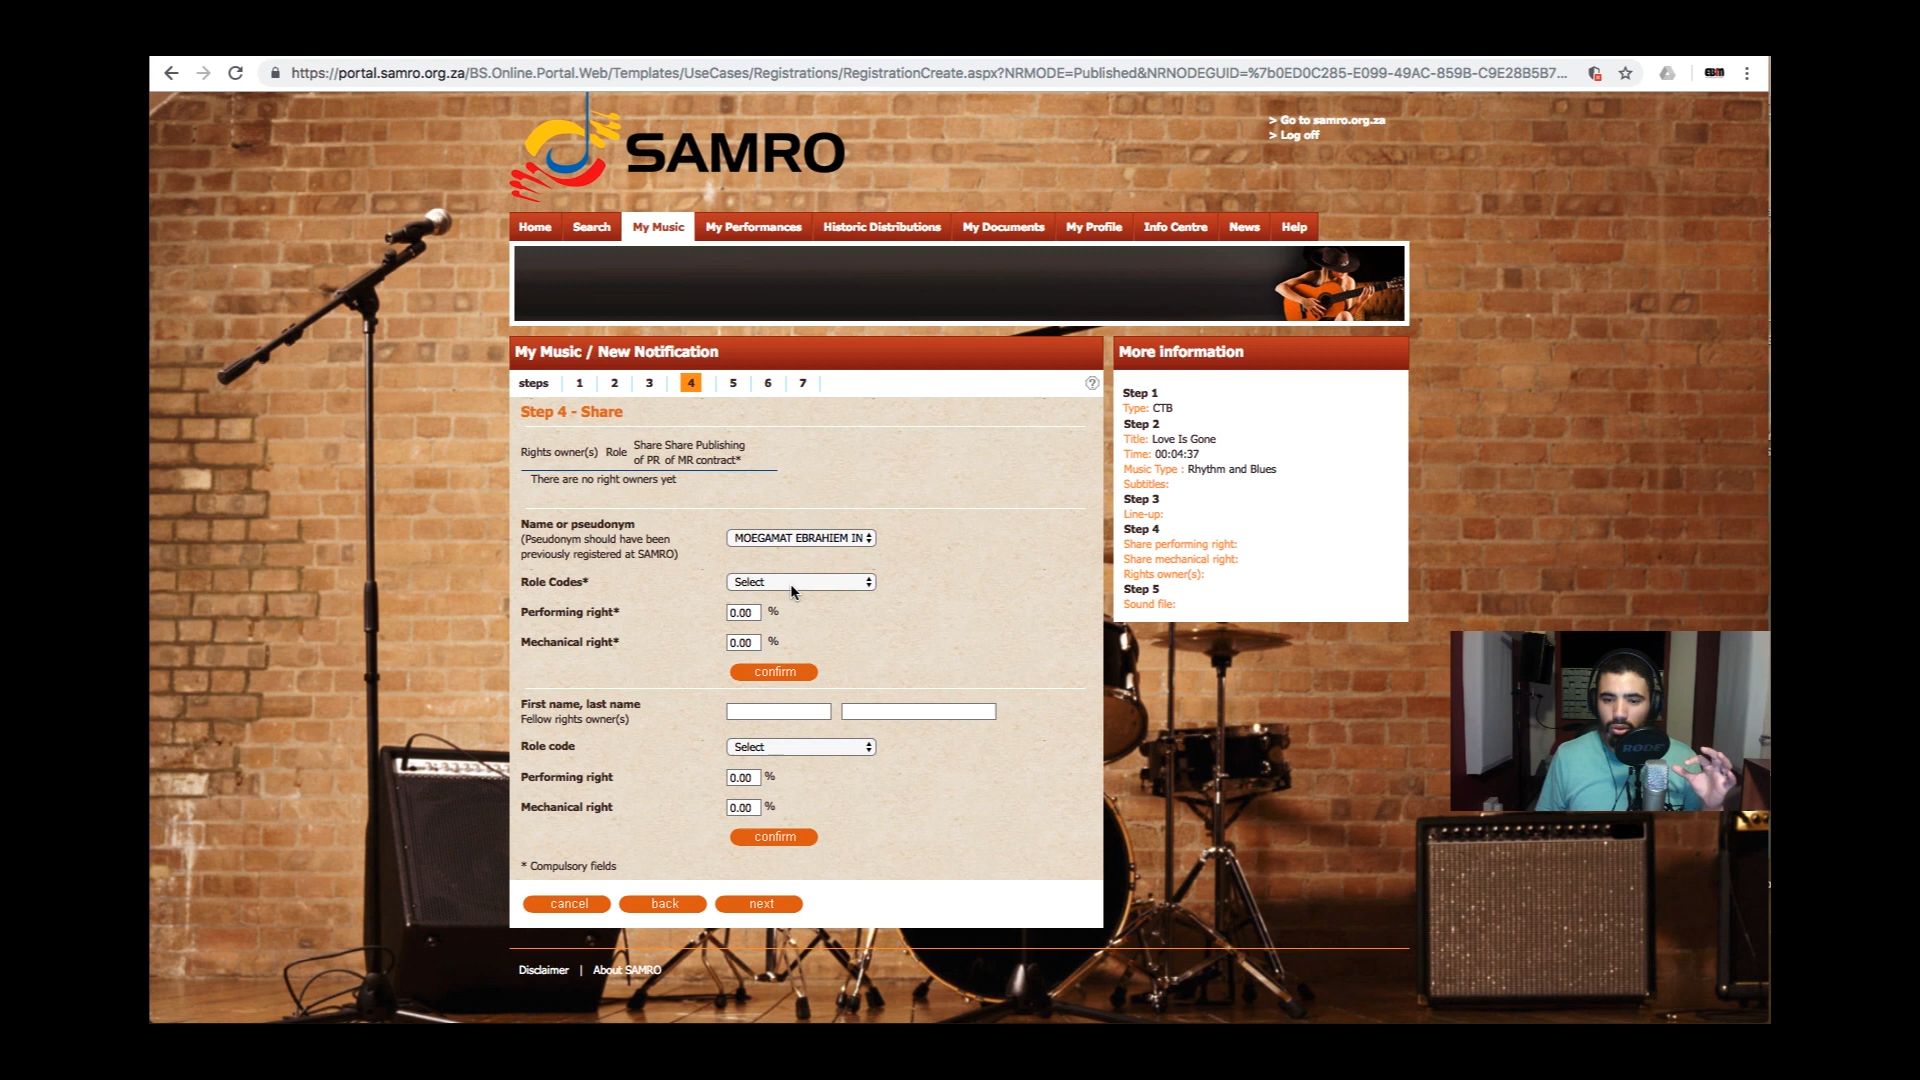 https://portal.samro.org.za/BS.Online.Portal.Web/Templates/UseCases/Registrations/RegistrationCreate.aspx?NRMODE=Published&NRNODEGUID=%7b0ED0C285-E099-49AC-859B-C9E28B5B7...
SAMRO
> Go to samro.org.za
> Log off
Home Search My Music My Performances Historic Distributions My Documents My Profile Info Centre News Help
My Music / New Notification
steps 1 2 3 4 5 6 7 ?
Step 4 - Share
Rights owner(s) Role Share Share Publishing
of PR of MR contract*
There are no right owners yet
Name or pseudonym
(Pseudonym should have been
previously registered at SAMRO)
MOEGAMAT EBRAHIEM IN
Role Codes* Select
Performing right* 0.00 %
Mechanical right* 0.00 %
confirm
First name, last name
Fellow rights owner(s)
Role code Select
Performing right 0.00 %
Mechanical right 0.00 %
confirm
* Compulsory fields
cancel back next
More information
Step 1
Type: CTB
Step 2
Title: Love Is Gone
Time: 00:04:37
Music Type : Rhythm and Blues
Subtitles:
Step 3
Line-up:
Step 4
Share performing right:
Share mechanical right:
Rights owner(s):
Step 5
Sound file:
RØDE
Disclaimer | About SAMRO